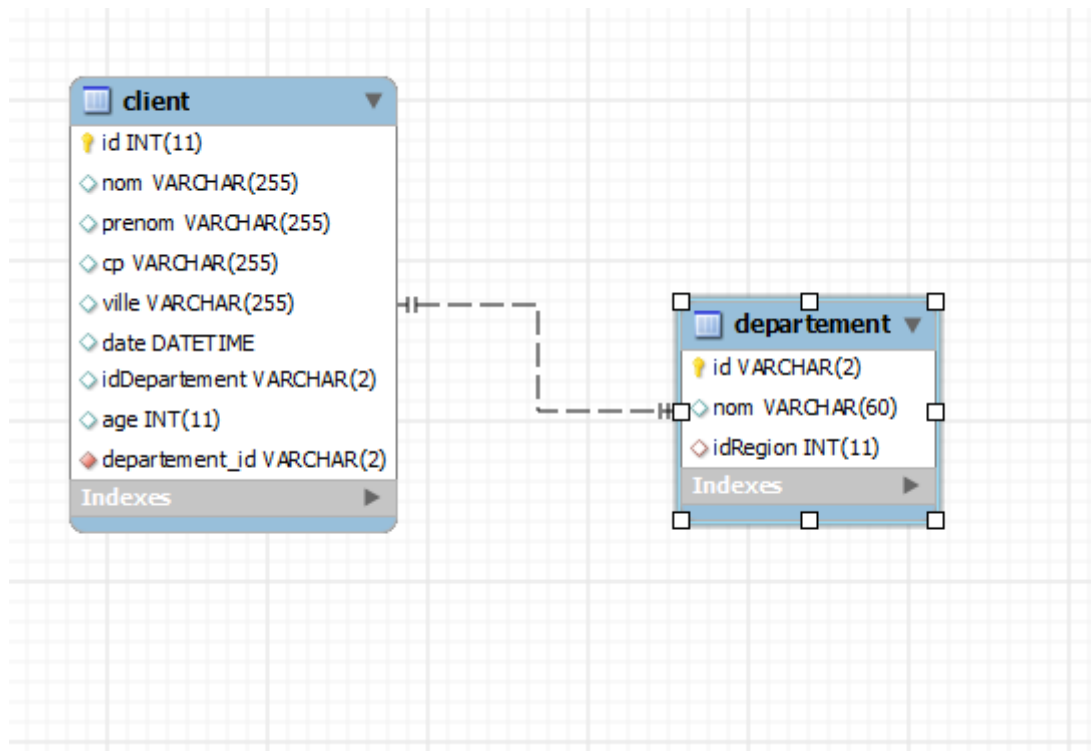 client
id INT(11)
nom VARCHAR(255)
prenom VARCHAR(255)
cp VARCHAR(255)
ville VARCHAR(255)
date DATETIME
idDepartement VARCHAR(2)
age INT(11)
departement_id VARCHAR(2)
Indexes
departement
id VARCHAR(2)
nom VARCHAR(60)
idRegion INT(11)
Indexes